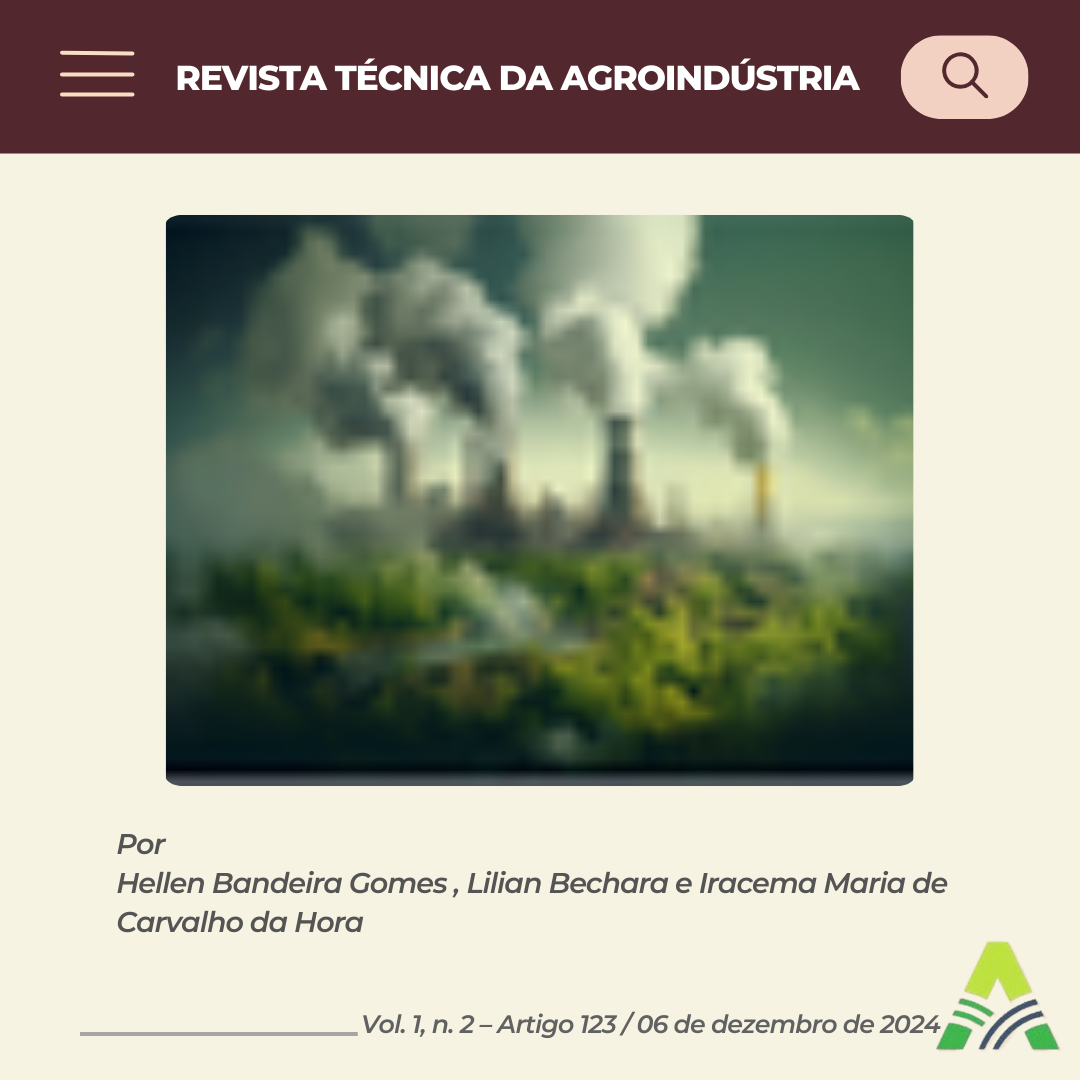 REVISTA TÉCNICA DA AGROINDÚSTRIA
Por
Hellen Bandeira Gomes , Lilian Bechara e Iracema Maria de
Carvalho da Hora
Vol. 1, n. 2 – Artigo 123 / 06 de dezembro de 2024